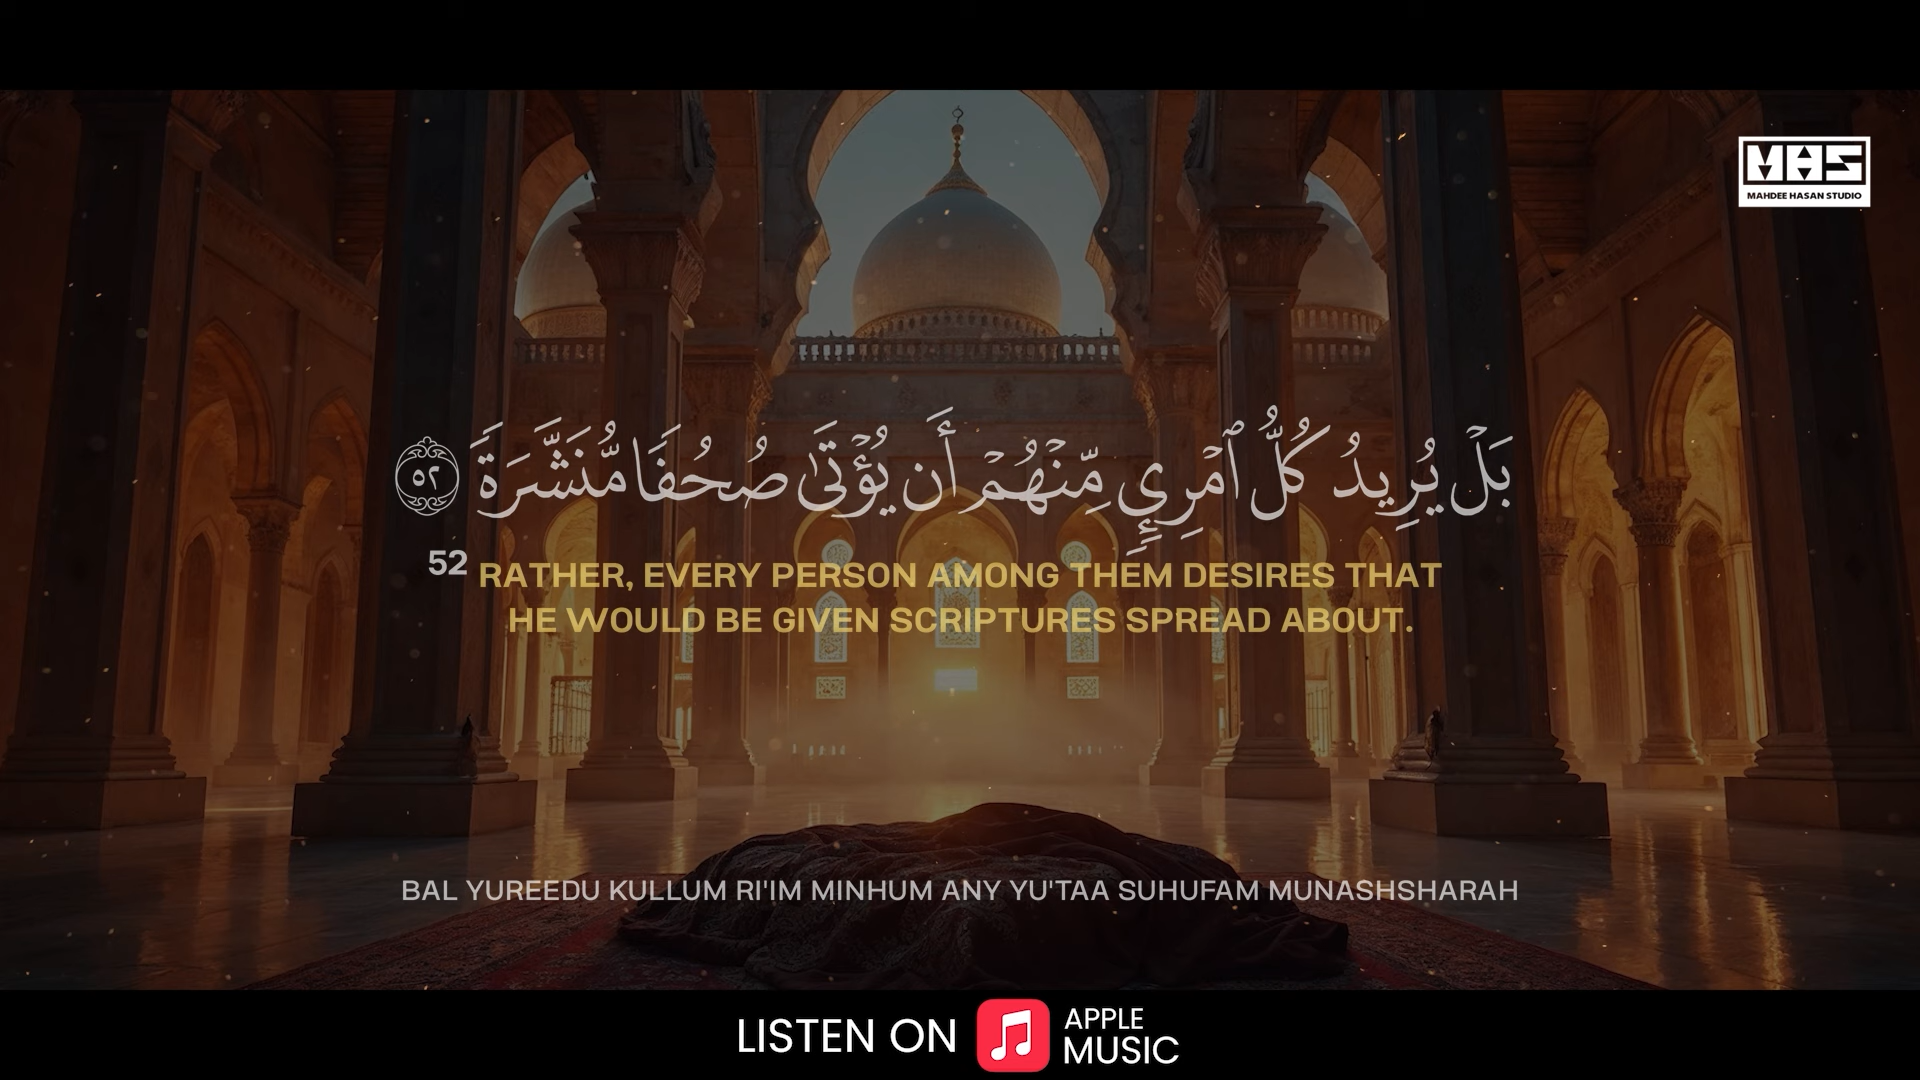 MHS
MAHDEE HASAN STUDIO
بَلْ يُرِيدُ كُلُّ ٱمْرِئٍ مِّنْهُمْ أَن يُؤْتَىٰ صُحُفًا مُّنَشَّرَةً ٥٢
52 RATHER, EVERY PERSON AMONG THEM DESIRES THAT
HE WOULD BE GIVEN SCRIPTURES SPREAD ABOUT.
BAL YUREEDU KULLUM RI'IM MINHUM ANY YU'TAA SUHUFAM MUNASHSHARAH
LISTEN ON APPLE MUSIC